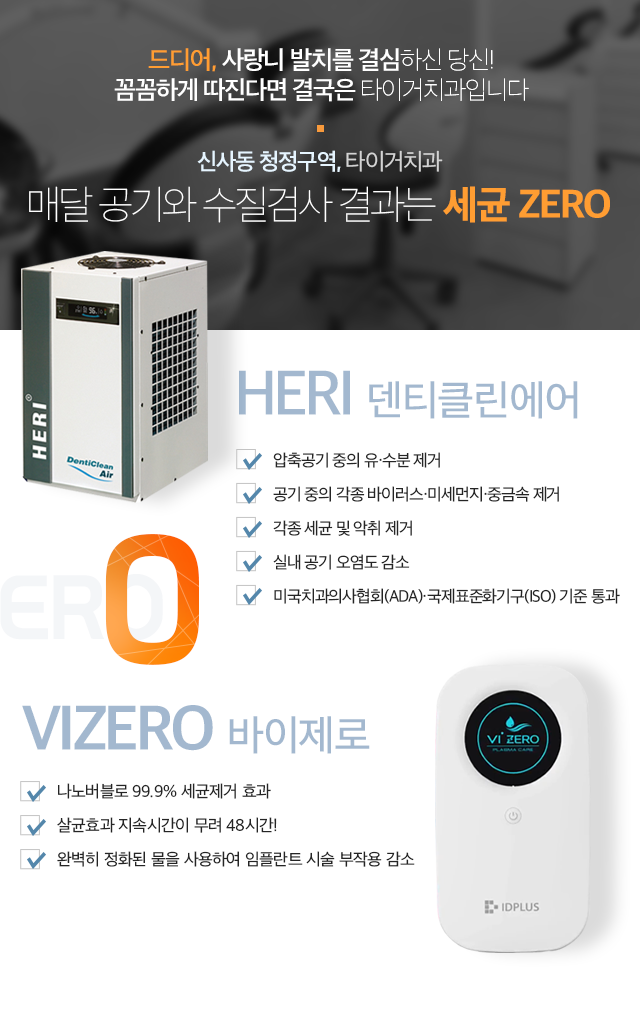 드디어, 사랑니 발치를 결심하신 당신!
꼼꼼하게 따진다면 결국은 타이거치과입니다
신사동 청정구역, 타이거치과
매달 공기와 수질검사 결과는 세균 ZERO
HERI
DentiClean
Air
HERI 덴티클린에어
압축공기 중의 유·수분 제거
공기 중의 각종 바이러스·미세먼지·중금속 제거
각종 세균 및 악취 제거
실내 공기 오염도 감소
미국치과의사협회(ADA)·국제표준화기구(ISO) 기준 통과
ERO
0
VIZERO 바이제로
나노버블로 99.9% 세균제거 효과
살균효과 지속시간이 무려 48시간!
완벽히 정화된 물을 사용하여 임플란트 시술 부작용 감소
VI ZERO
PLASMA CARE
IDPLUS